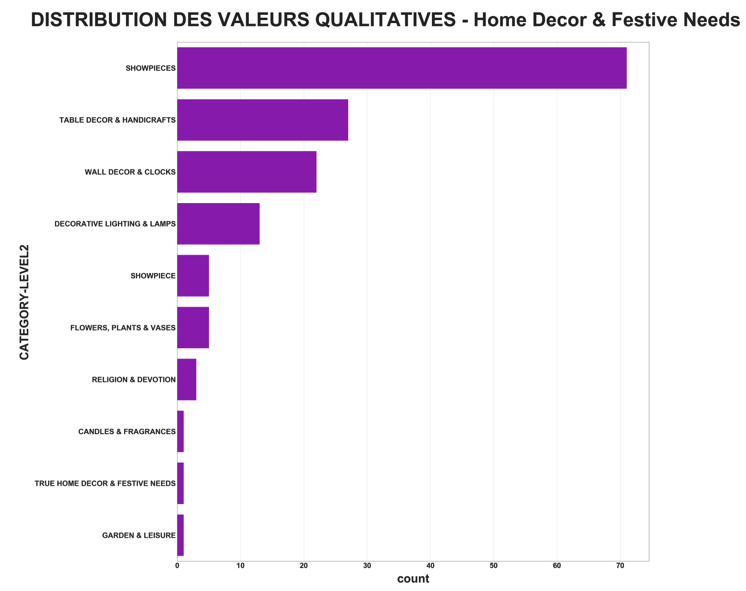 DISTRIBUTION DES VALEURS QUALITATIVES - Home Decor & Festive Needs
SHOWPIECES
TABLE DECOR & HANDICRAFTS
WALL DECOR & CLOCKS
DECORATIVE LIGHTING & LAMPS
SHOWPIECE
FLOWERS, PLANTS & VASES
RELIGION & DEVOTION
CANDLES & FRAGRANCES
TRUE HOME DECOR & FESTIVE NEEDS
GARDEN & LEISURE
CATEGORY-LEVEL2
0 10 20 30 40 50 60 70
count